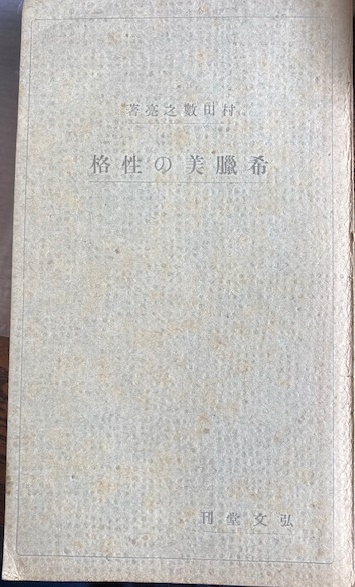 村田數之亮著
希臘美の性格
弘文堂刊